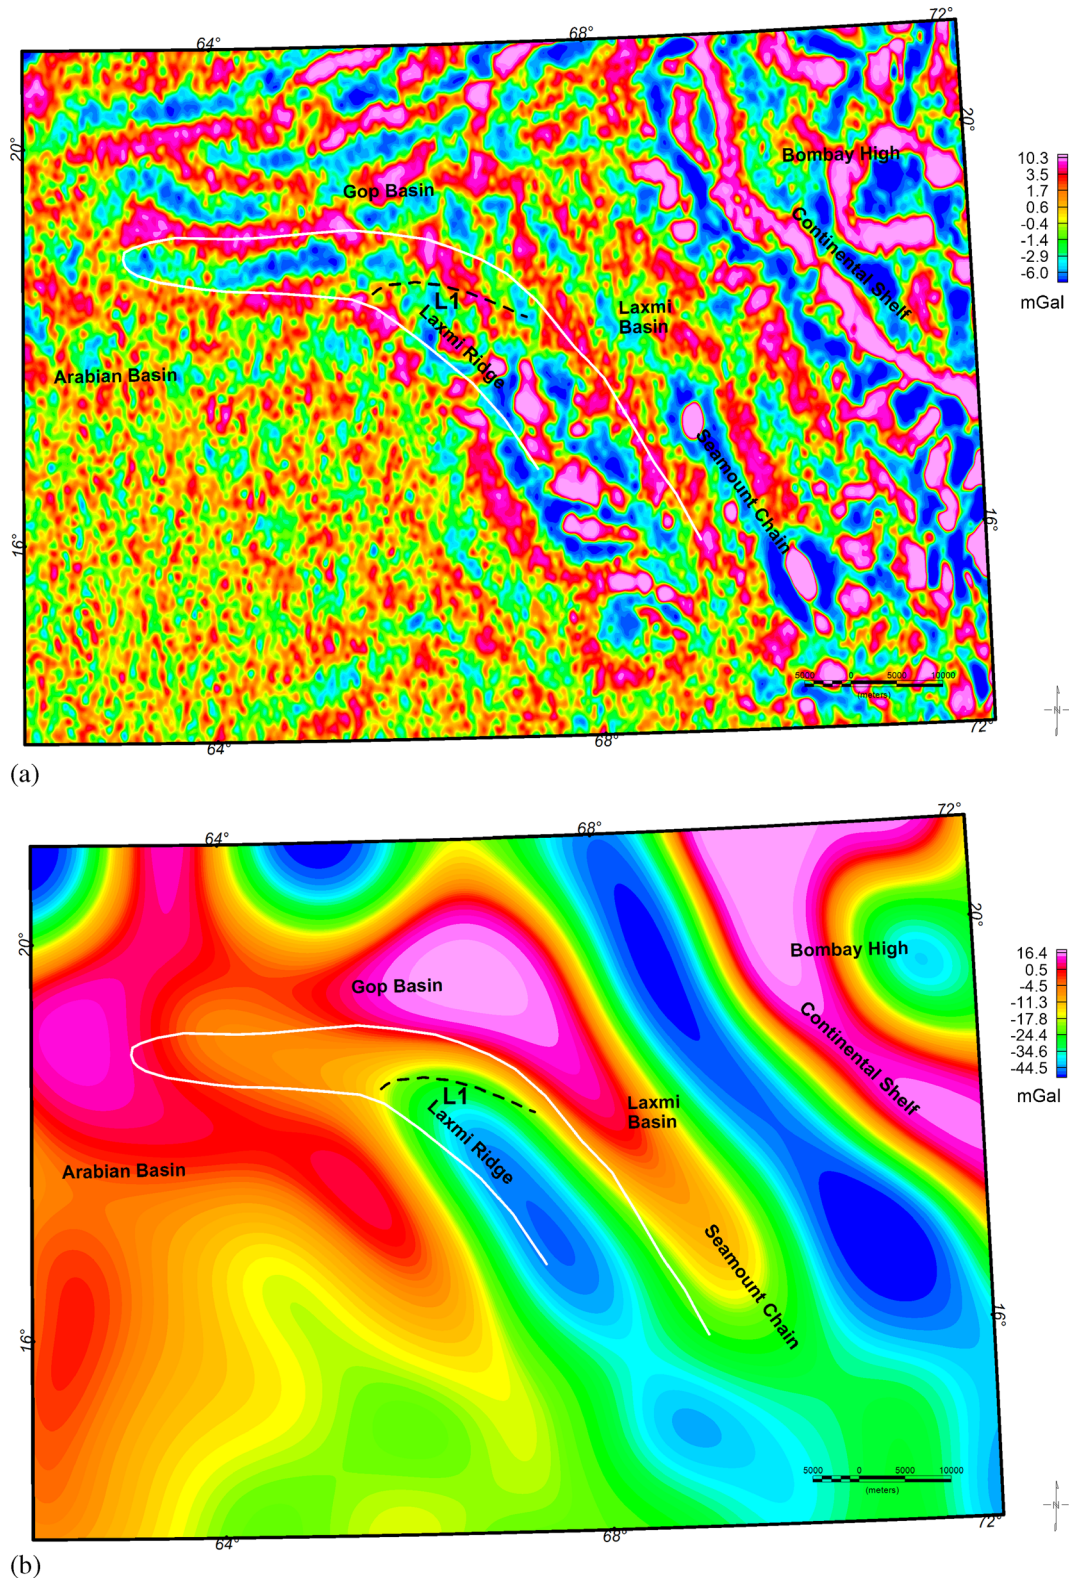 72°
68°
64°
20°
20°
Bombay High
10.3
3.5
1.7
0.6
-0.4
-1.4
-2.9
-6.0
mGal
Gop Basin
Continental Shelf
L1
Laxmi
Basin
Laxmi Ridge
Arabian Basin
Seamount Chain
16°
16°
5000 0 5000 10000
(meters)
N
64°
68°
72°
(a)
72°
68°
64°
20°
20°
Bombay High
16.4
0.5
-4.5
-11.3
-17.8
-24.4
-34.6
-44.5
mGal
Gop Basin
Continental Shelf
L1
Laxmi
Basin
Laxmi Ridge
Arabian Basin
Seamount Chain
16°
16°
5000 0 5000 10000
(meters)
N
64°
68°
72°
(b)